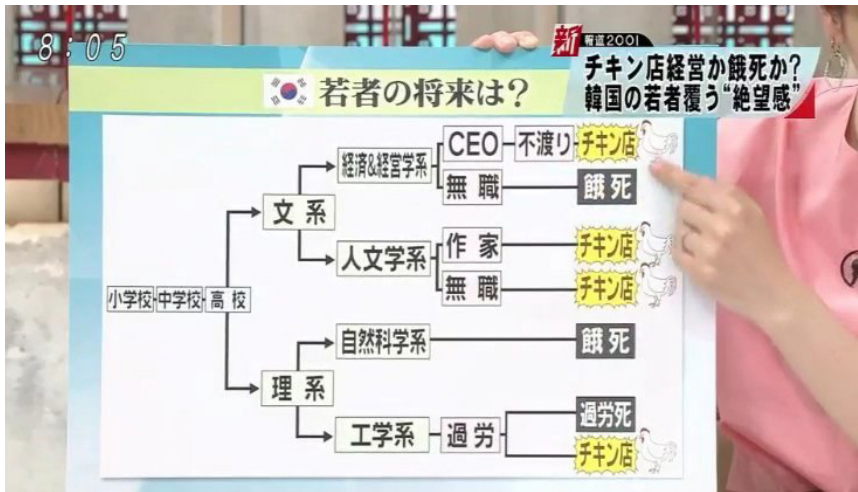 8:05
新 報道2001
チキン店経営か餓死か?
韓国の若者覆う“絶望感”
若者の将来は?
小学校
中学校
高校
文系
経済&経営学系
CEO
不渡り
チキン店
無職
餓死
人文学系
作家
チキン店
無職
チキン店
理系
自然科学系
餓死
工学系
過労
過労死
チキン店